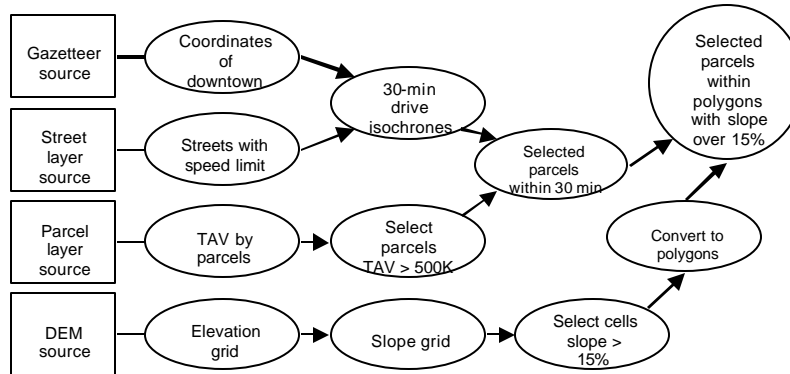 Gazetteer
source
Coordinates
of
downtown
30-min
drive
isochrones
Selected
parcels
within
polygons
with slope
over 15%
Street
layer
source
Streets with
speed limit
Selected
parcels
within 30 min
Parcel
layer
source
TAV by
parcels
Select
parcels
TAV > 500K
Convert to
polygons
DEM
source
Elevation
grid
Slope grid
Select cells
slope >
15%